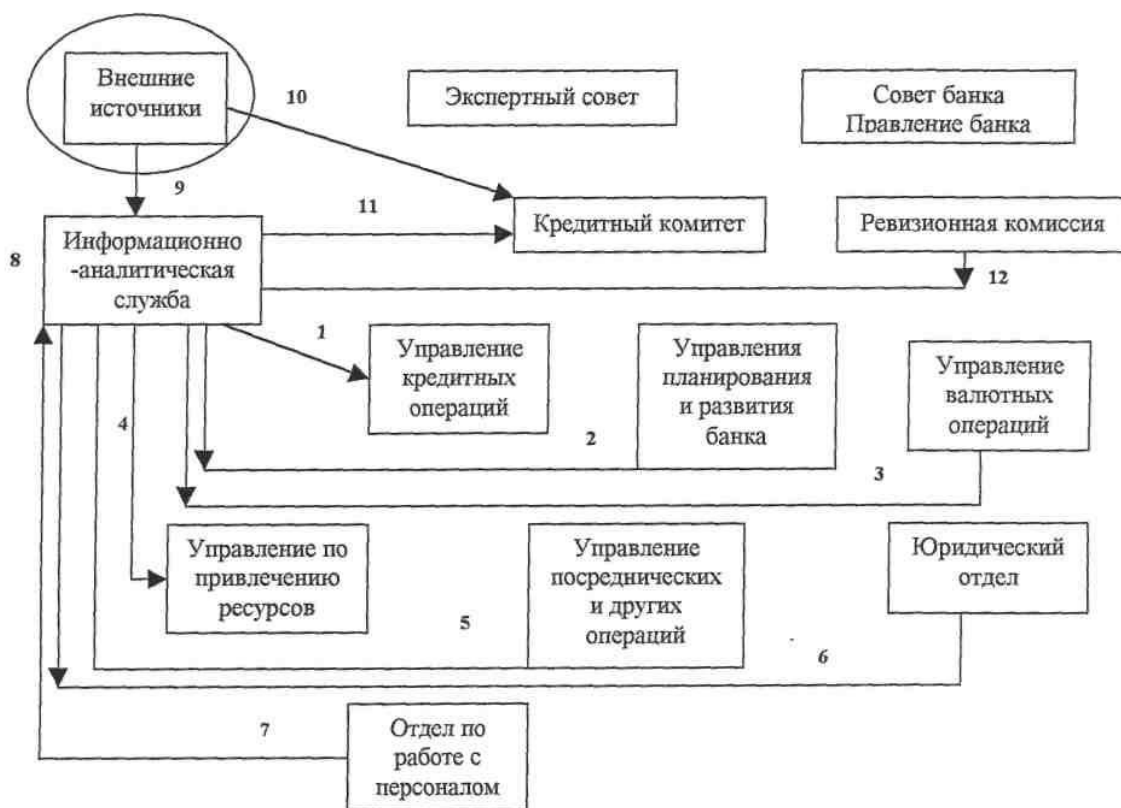 Внешние
источники
10
Экспертный совет
Совет банка
Правление банка
9
11
Кредитный комитет
Ревизионная комиссия
8
Информационно
-аналитическая
служба
12
1
Управление
кредитных
операций
Управления
планирования
и развития
банка
Управление
валютных
операций
4
2
3
Управление по
привлечению
ресурсов
Управление
посреднических
и других
операций
Юридический
отдел
5
6
7
Отдел по
работе с
персоналом